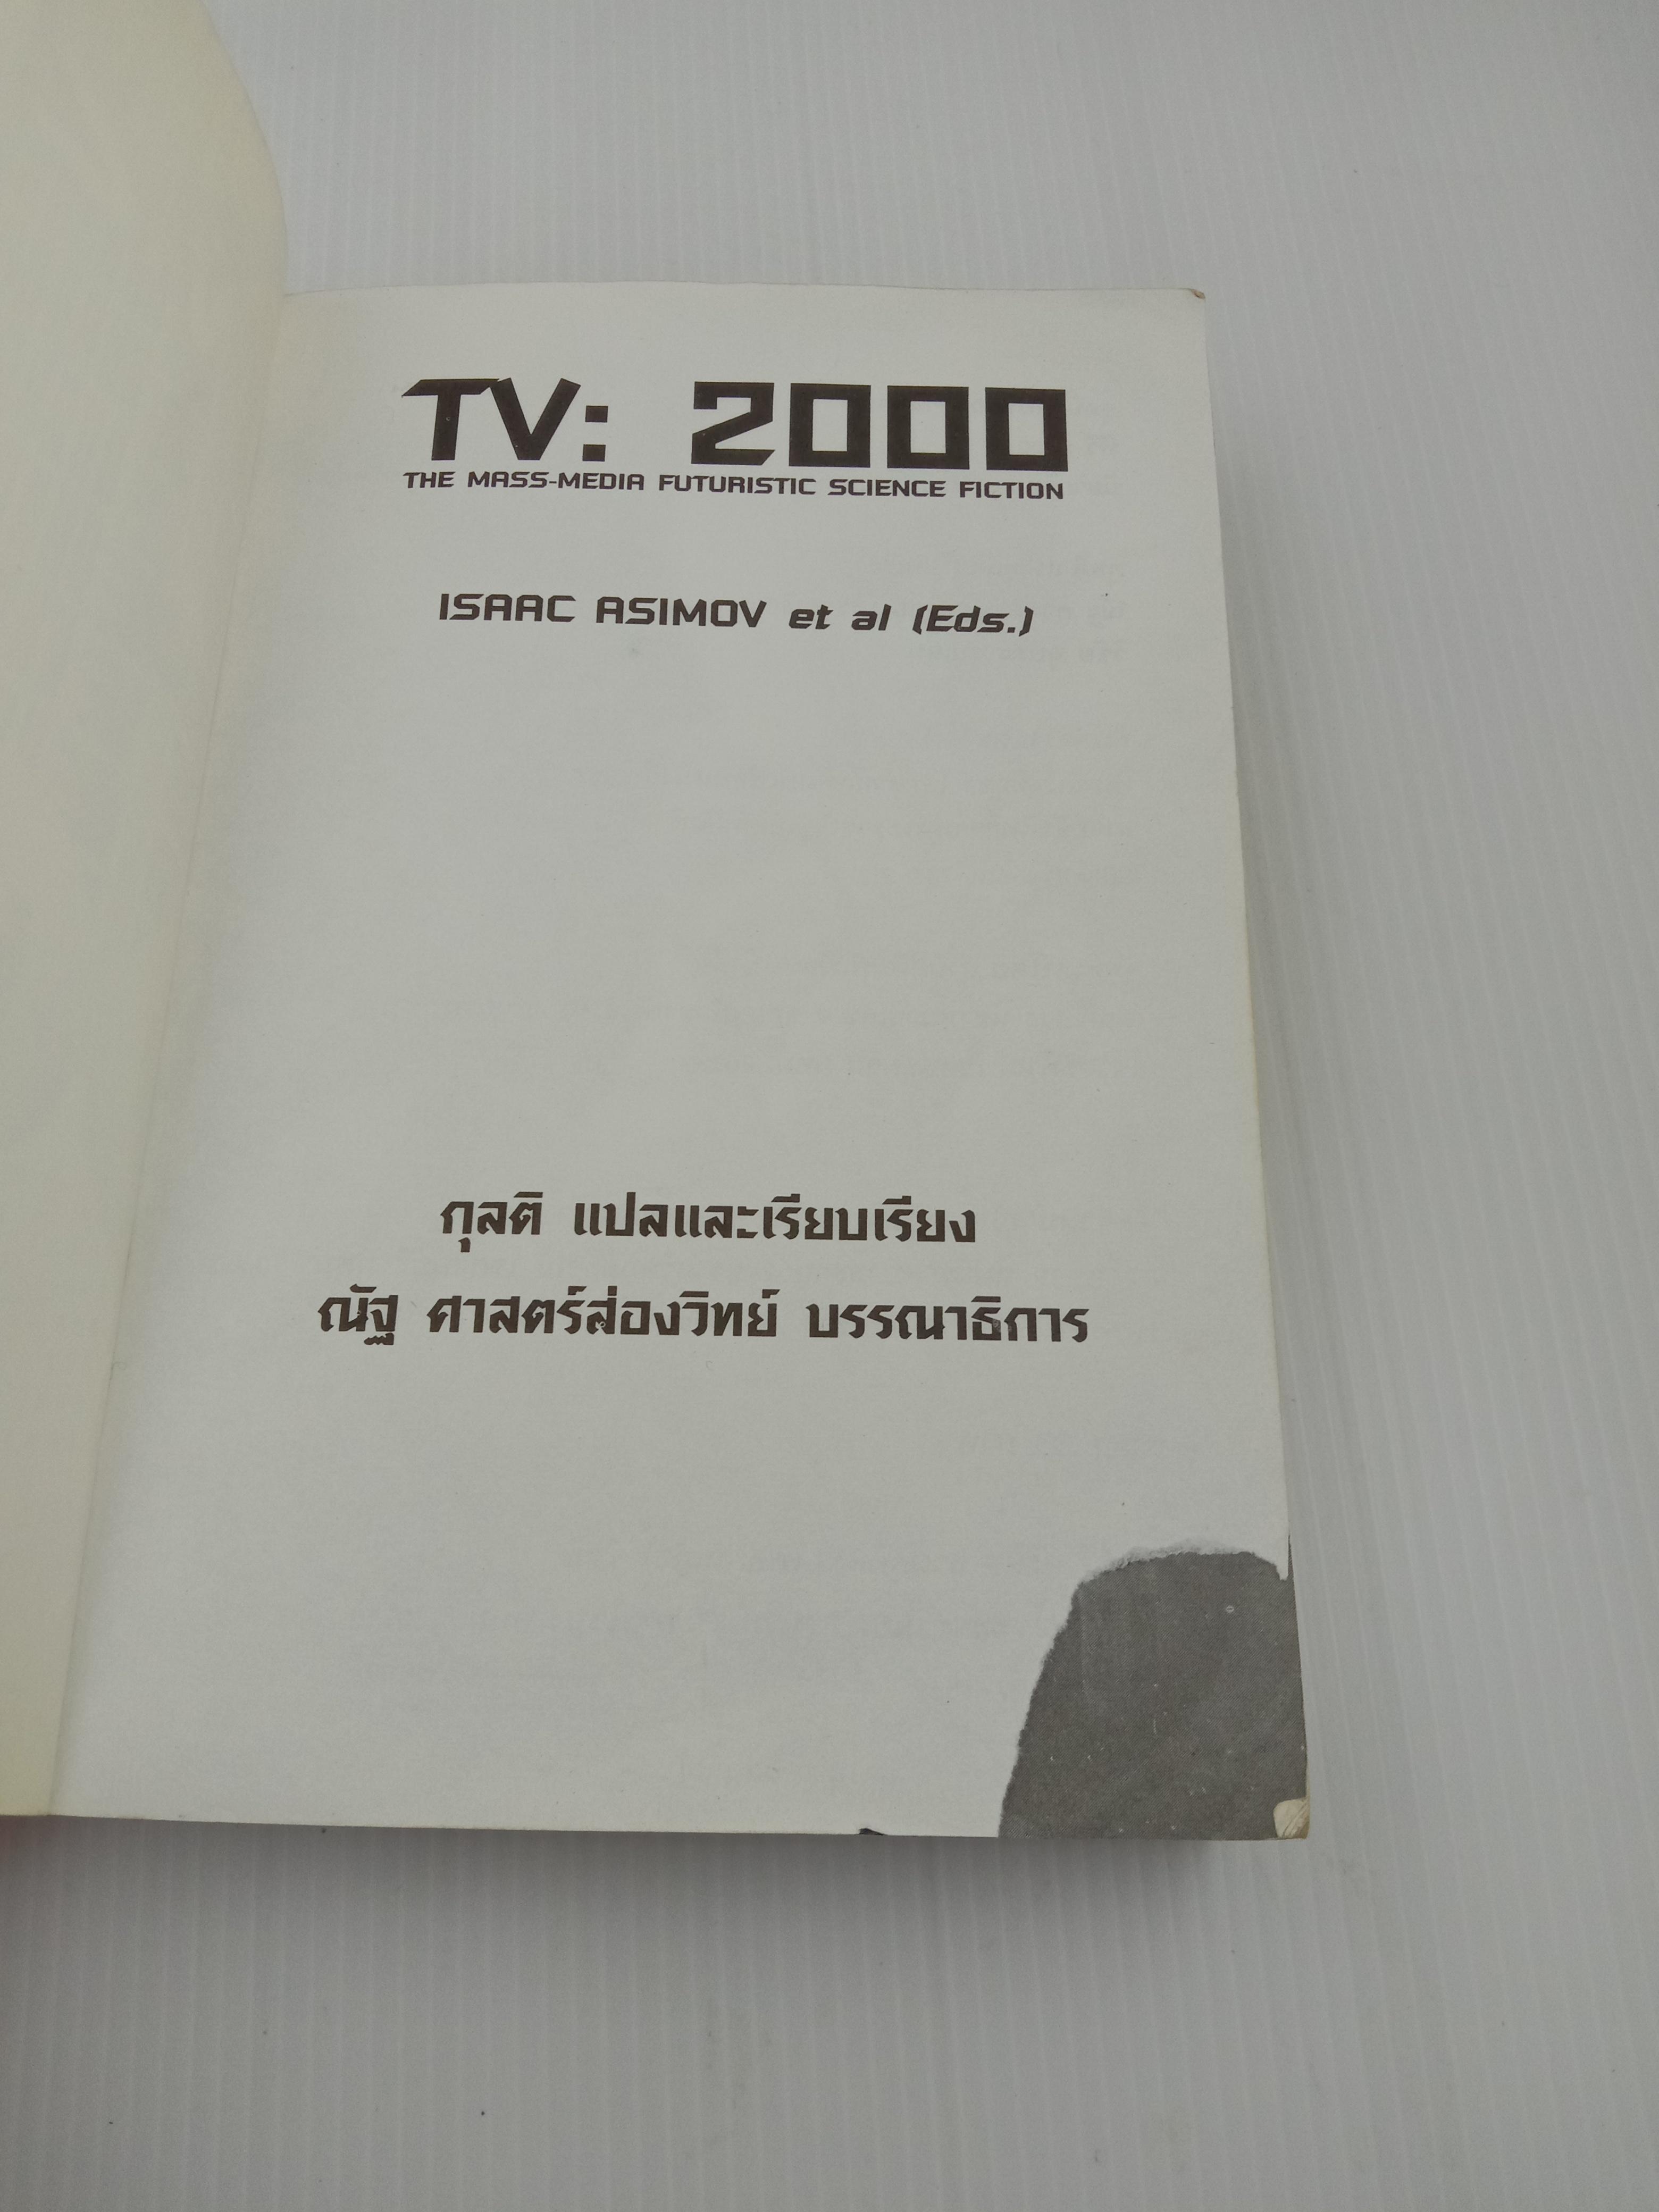 TV: 2000
THE MASS-MEDIA FUTURISTIC SCIENCE FICTION
ISAAC ASIMOV et al (Eds.)
กุลติ แปลและเรียบเรียง
ณัฐ ศาสตร์ส่องวิทย์ บรรณาธิการ